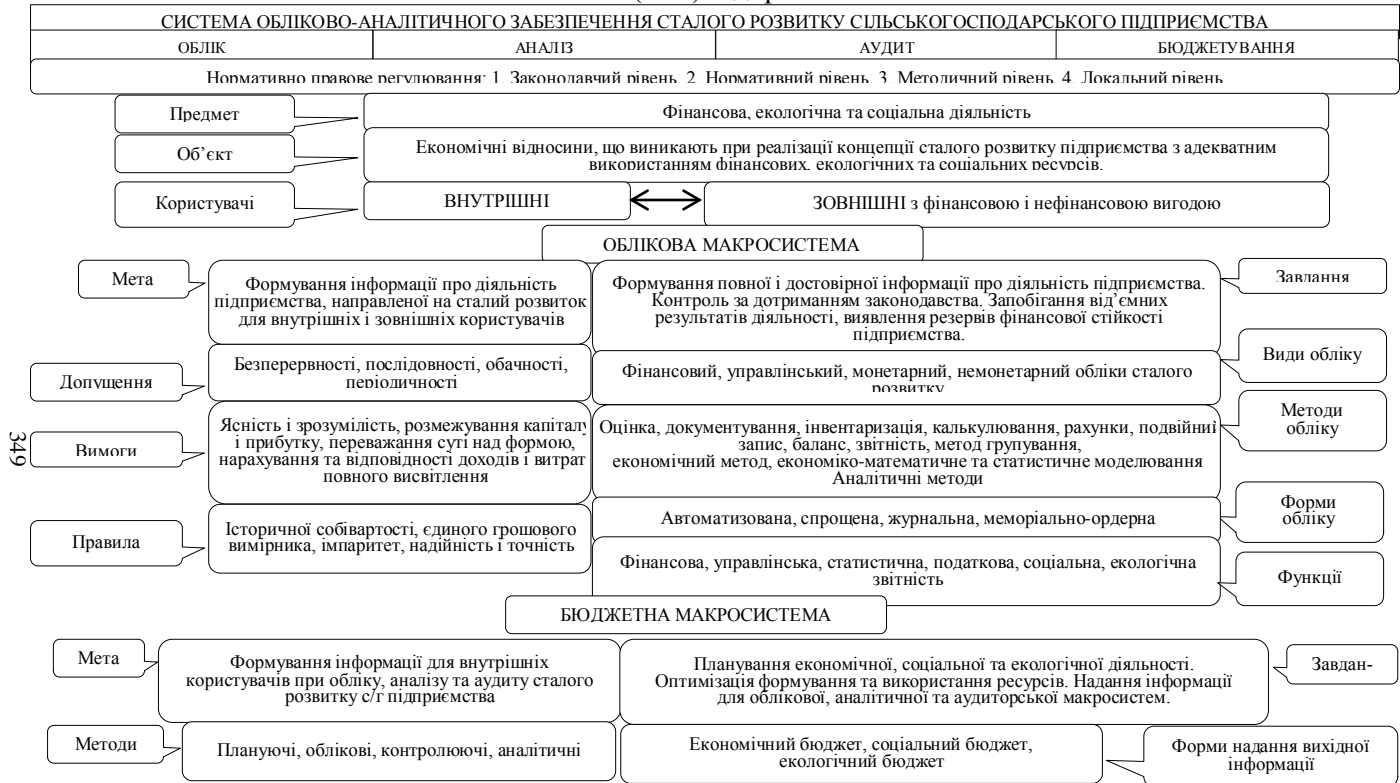 СИСТЕМА ОБЛІКОВО-АНАЛІТИЧНОГО ЗАБЕЗПЕЧЕННЯ СТАЛОГО РОЗВИТКУ СІЛЬСЬКОГОСПОДАРСЬКОГО ПІДПРИЄМСТВА
ОБЛІК АНАЛІЗ АУДИТ БЮДЖЕТУВАННЯ
Нормативно правове регулювання: 1. Законодавчий рівень. 2. Нормативний рівень. 3. Методичний рівень. 4. Локальний рівень
Предмет
Фінансова, екологічна та соціальна діяльність
Об’єкт
Економічні відносини, що виникають при реалізації концепції сталого розвитку підприємства з адекватним
використанням фінансових, екологічних та соціальних ресурсів.
Користувачі
ВНУТРІШНІ
ЗОВНІШНІ з фінансовою і нефінансовою вигодою
ОБЛІКОВА МАКРОСИСТЕМА
Мета
Формування інформації про діяльність
підприємства, направленої на сталий розвиток
для внутрішніх і зовнішніх користувачів
Формування повної і достовірної інформації про діяльність підприємства.
Контроль за дотриманням законодавства. Запобігання від’ємних
результатів діяльності, виявлення резервів фінансової стійкості
підприємства.
Завдання
Допущення
Безперервності, послідовності, обачності,
періодичності
Фінансовий, управлінський, монетарний, немонетарний обліки сталого
розвитку
Види обліку
Вимоги
Ясність і зрозумілість, розмежування капіталу
і прибутку, переважання суті над формою,
нарахування та відповідності доходів і витрат
повного висвітлення
Оцінка, документування, інвентаризація, калькулювання, рахунки, подвійний
запис, баланс, звітність, метод групування,
економічний метод, економіко-математичне та статистичне моделювання
Аналітичні методи
Методи
обліку
349
Правила
Історичної собівартості, єдиного грошового
вимірника, імпаритет, надійність і точність
Автоматизована, спрощена, журнальна, меморіально-ордерна
Форми
обліку
Фінансова, управлінська, статистична, податкова, соціальна, екологічна
звітність
Функції
БЮДЖЕТНА МАКРОСИСТЕМА
Мета
Формування інформації для внутрішніх
користувачів при обліку, аналізу та аудиту сталого
розвитку с/г підприємства
Планування економічної, соціальної та екологічної діяльності.
Оптимізація формування та використання ресурсів. Надання інформації
для облікової, аналітичної та аудиторської макросистем.
Завдан-
Методи
Плануючі, облікові, контролюючі, аналітичні
Економічний бюджет, соціальний бюджет,
екологічний бюджет
Форми надання вихідної
інформації